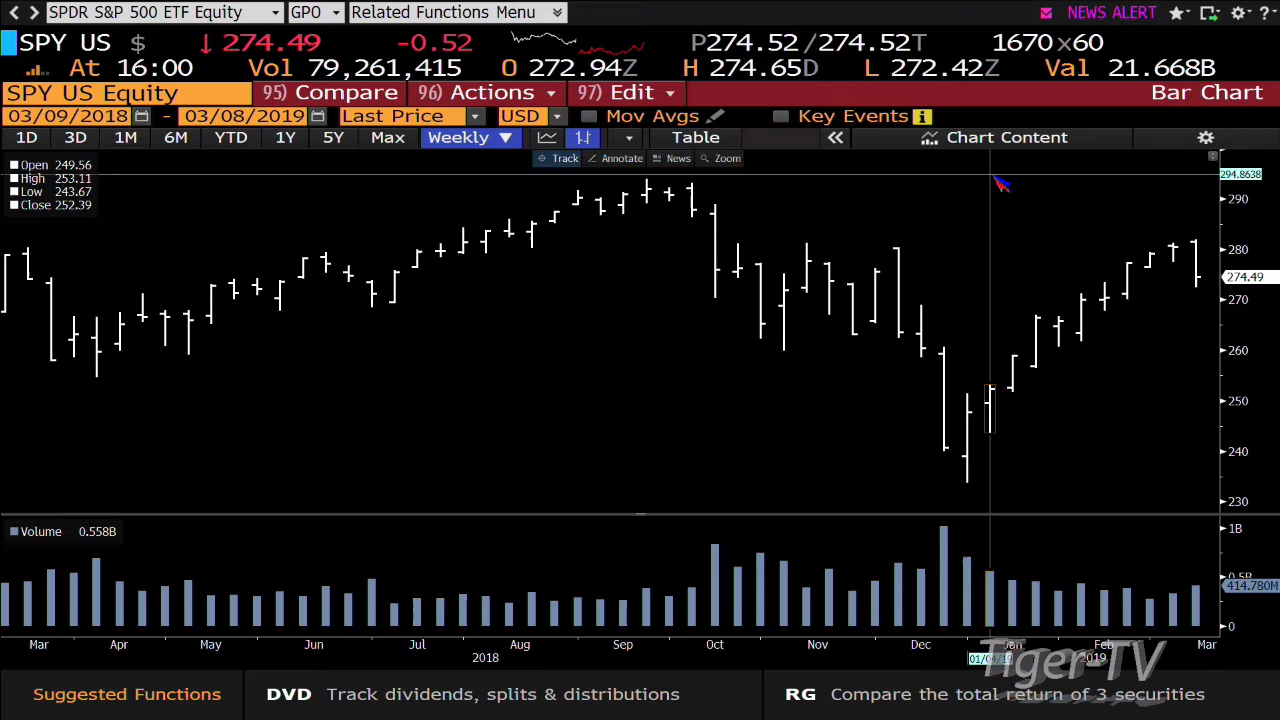 SPDR S&P 500 ETF Equity GPO Related Functions Menu NEWS ALERT ?
SPY US $ ↓ 274.49 -0.52 P274.52 /274.52T 1670x60
At 16:00 Vol 79,261,415 O 272.94Z H 274.65D L 272.42Z Val 21.668B
SPY US Equity 95) Compare 96) Actions 97) Edit Bar Chart
03/09/2018 - 03/08/2019 Last Price USD Mov Avgs Key Events i
1D 3D 1M 6M YTD 1Y 5Y Max Weekly ▼ Table « Chart Content
Track Annotate News Zoom
Open 249.56
High 253.11
Low 243.67
Close 252.39
294.8638
290
280
274.49
270
260
250
240
230
Volume 0.558B
1B
0.5B
414.780M
0
Mar Apr May Jun Jul Aug Sep Oct Nov Dec Jan Feb Mar
2018 01/04/19 2019
Tiger-TV
Suggested Functions DVD Track dividends, splits & distributions RG Compare the total return of 3 securities